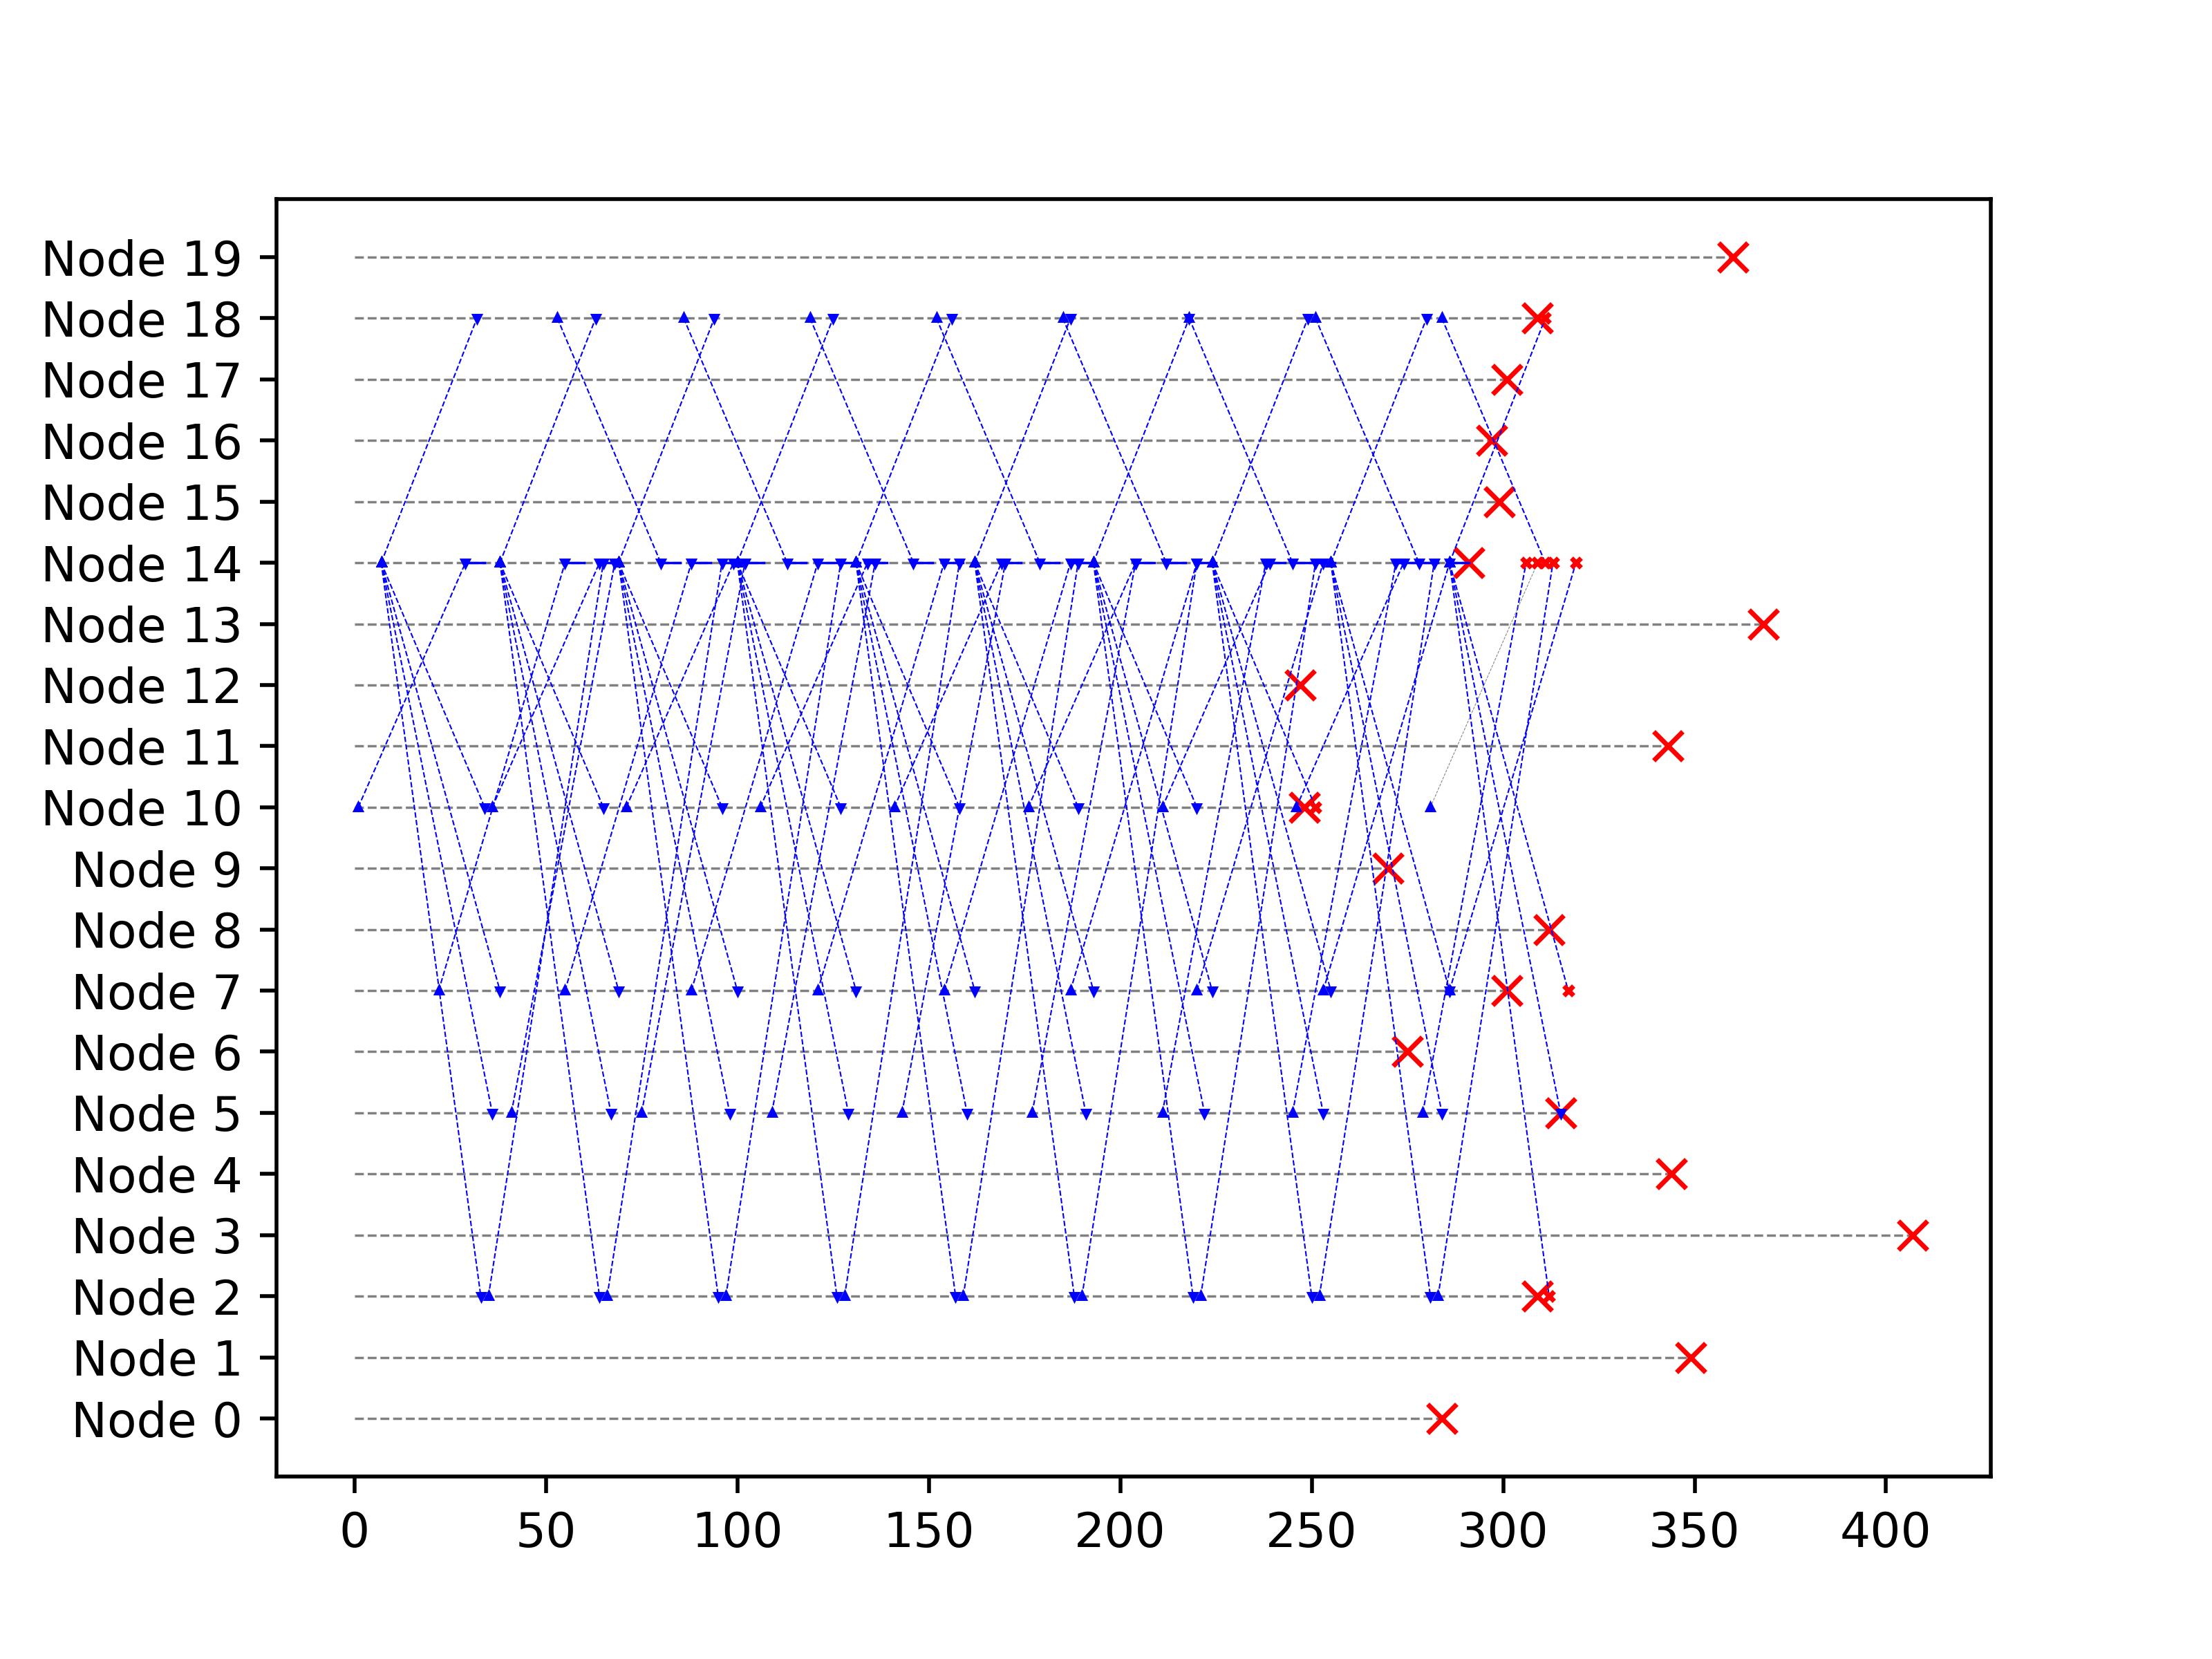 Node 19
Node 18
Node 17
Node 16
Node 15
Node 14
Node 13
Node 12
Node 11
Node 10
Node 9
Node 8
Node 7
Node 6
Node 5
Node 4
Node 3
Node 2
Node 1
Node 0
0 50 100 150 200 250 300 350 400